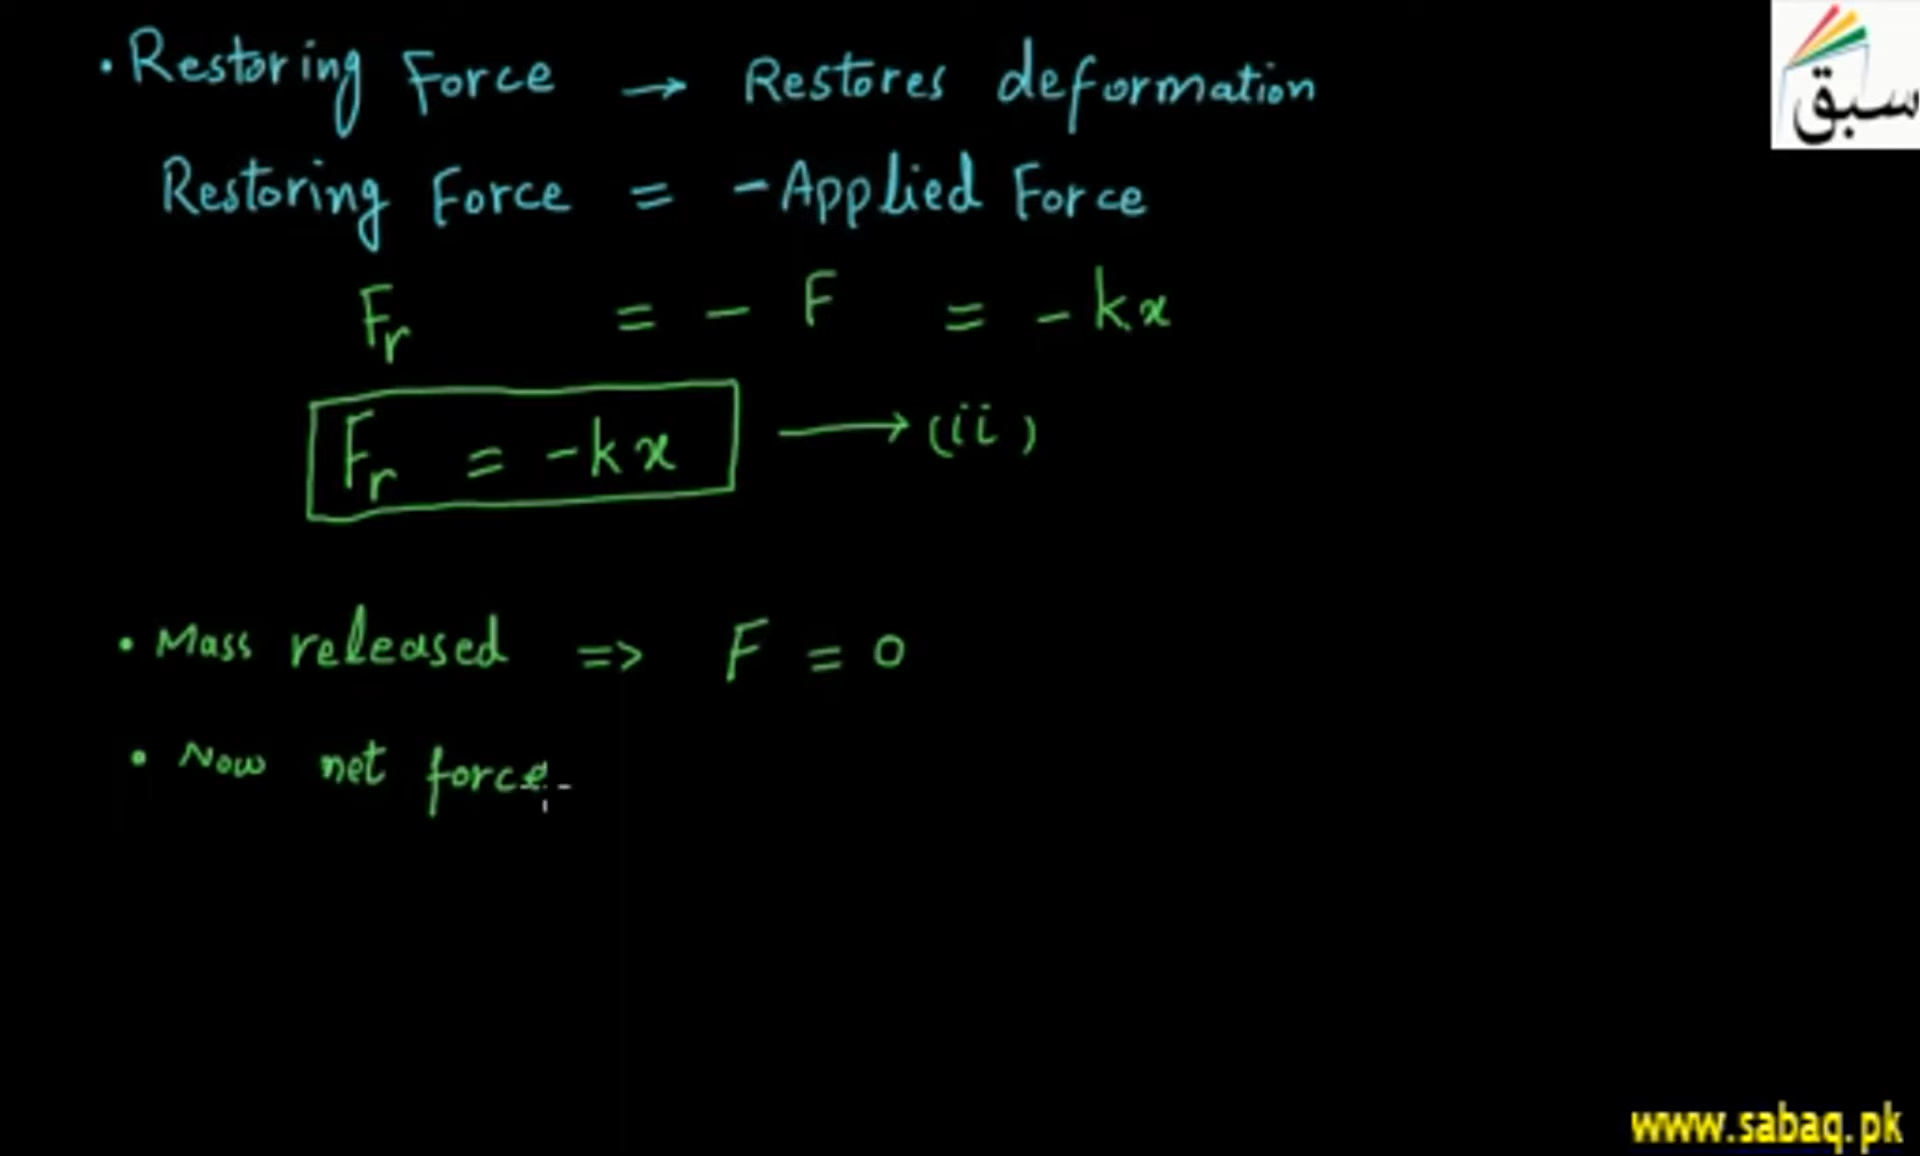 • Restoring Force → Restores deformation
سبق
Restoring Force = - Applied Force
Fr = - F = - kx
Fr = -kx → (ii)
• Mass released => F = 0
• Now net force
www.sabaq.pk